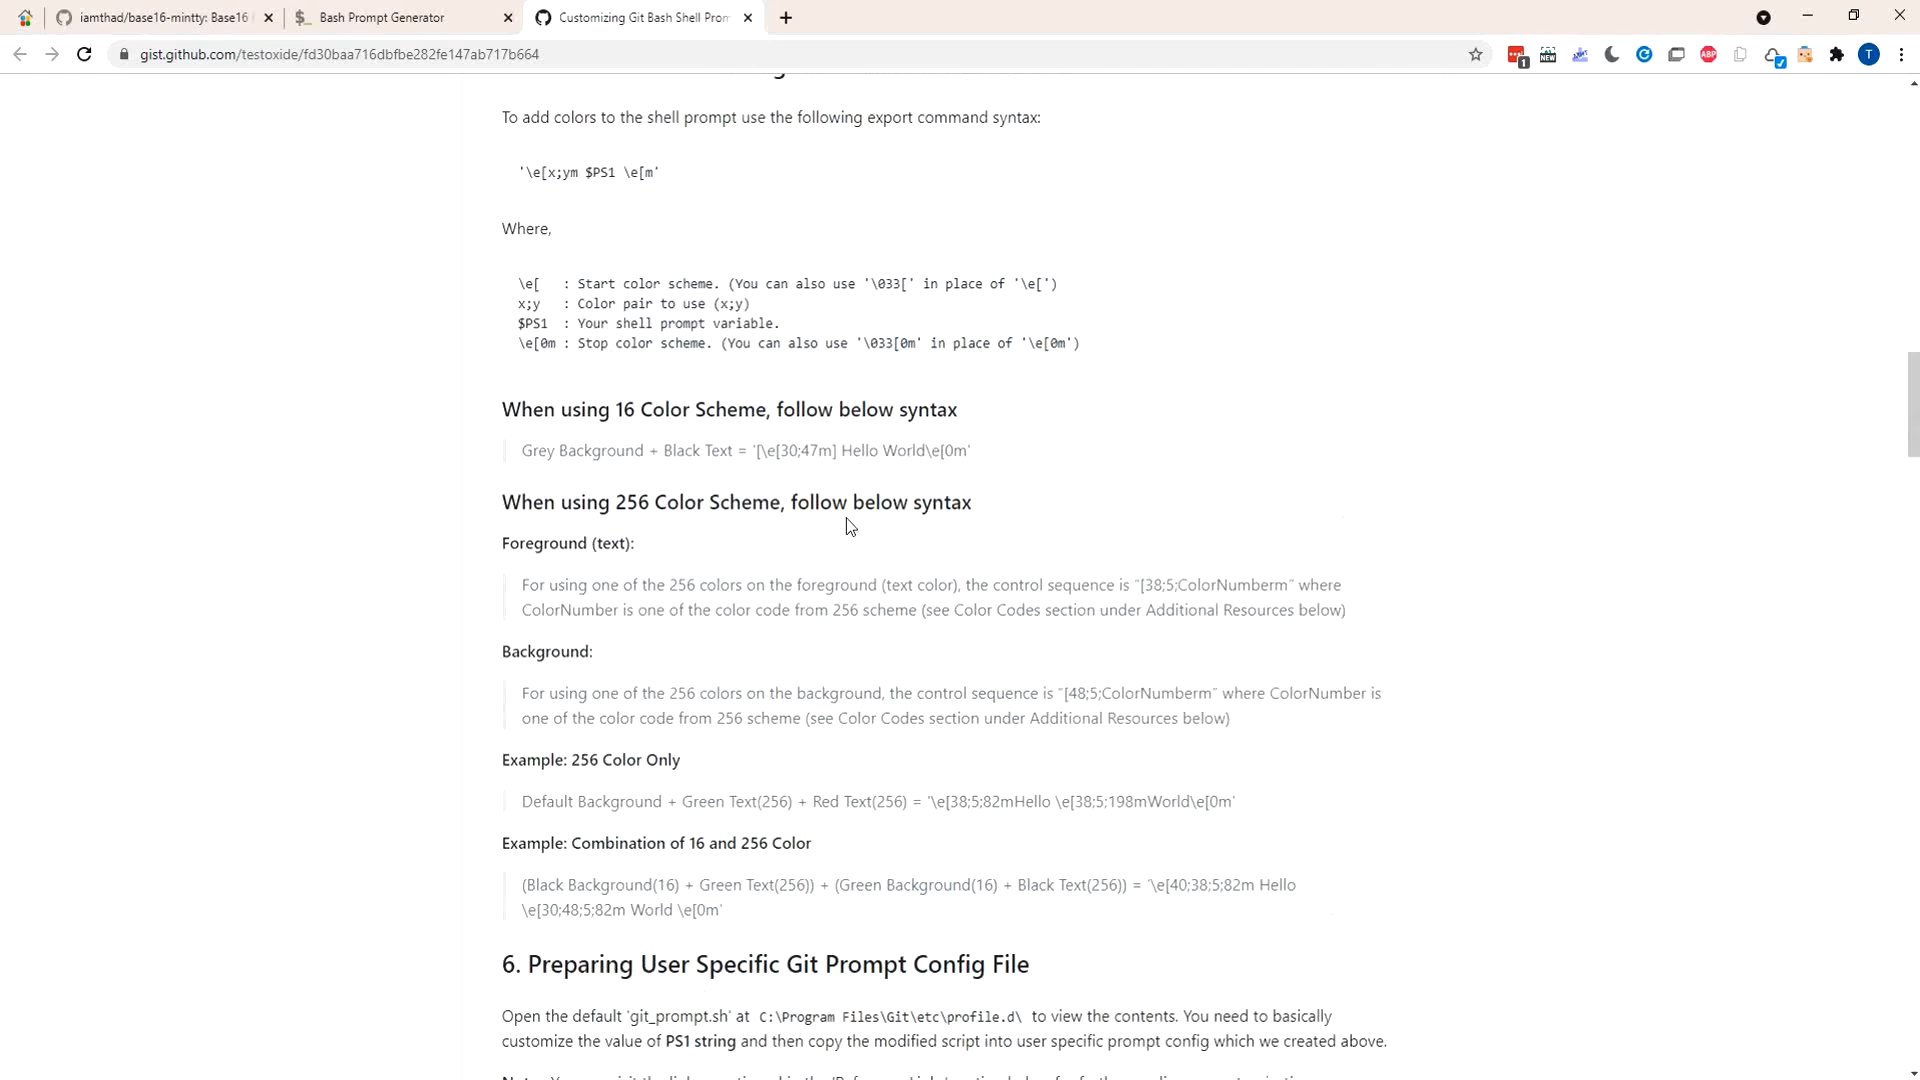 iamthad/base16-mintty: Base16
Bash Prompt Generator
Customizing Git Bash Shell Prom
gist.github.com/testoxide/fd30baa716dbfbe282fe147ab717b664
1
NEW
ABP
T
To add colors to the shell prompt use the following export command syntax:
'\e[x;ym $PS1 \e[m'
Where,
\e[ : Start color scheme. (You can also use '\033[' in place of '\e[')
x;y : Color pair to use (x;y)
$PS1 : Your shell prompt variable.
\e[0m : Stop color scheme. (You can also use '\033[0m' in place of '\e[0m')
When using 16 Color Scheme, follow below syntax
Grey Background + Black Text = '[\e[30;47m] Hello World\e[0m'
When using 256 Color Scheme, follow below syntax
Foreground (text):
For using one of the 256 colors on the foreground (text color), the control sequence is "[38;5;ColorNumberm" where
ColorNumber is one of the color code from 256 scheme (see Color Codes section under Additional Resources below)
Background:
For using one of the 256 colors on the background, the control sequence is "[48;5;ColorNumberm" where ColorNumber is
one of the color code from 256 scheme (see Color Codes section under Additional Resources below)
Example: 256 Color Only
Default Background + Green Text(256) + Red Text(256) = '\e[38;5;82mHello \e[38;5;198mWorld\e[0m'
Example: Combination of 16 and 256 Color
(Black Background(16) + Green Text(256)) + (Green Background(16) + Black Text(256)) = '\e[40;38;5;82m Hello
\e[30;48;5;82m World \e[0m'
6. Preparing User Specific Git Prompt Config File
Open the default 'git_prompt.sh' at C:\Program Files\Git\etc\profile.d\ to view the contents. You need to basically
customize the value of PS1 string and then copy the modified script into user specific prompt config which we created above.